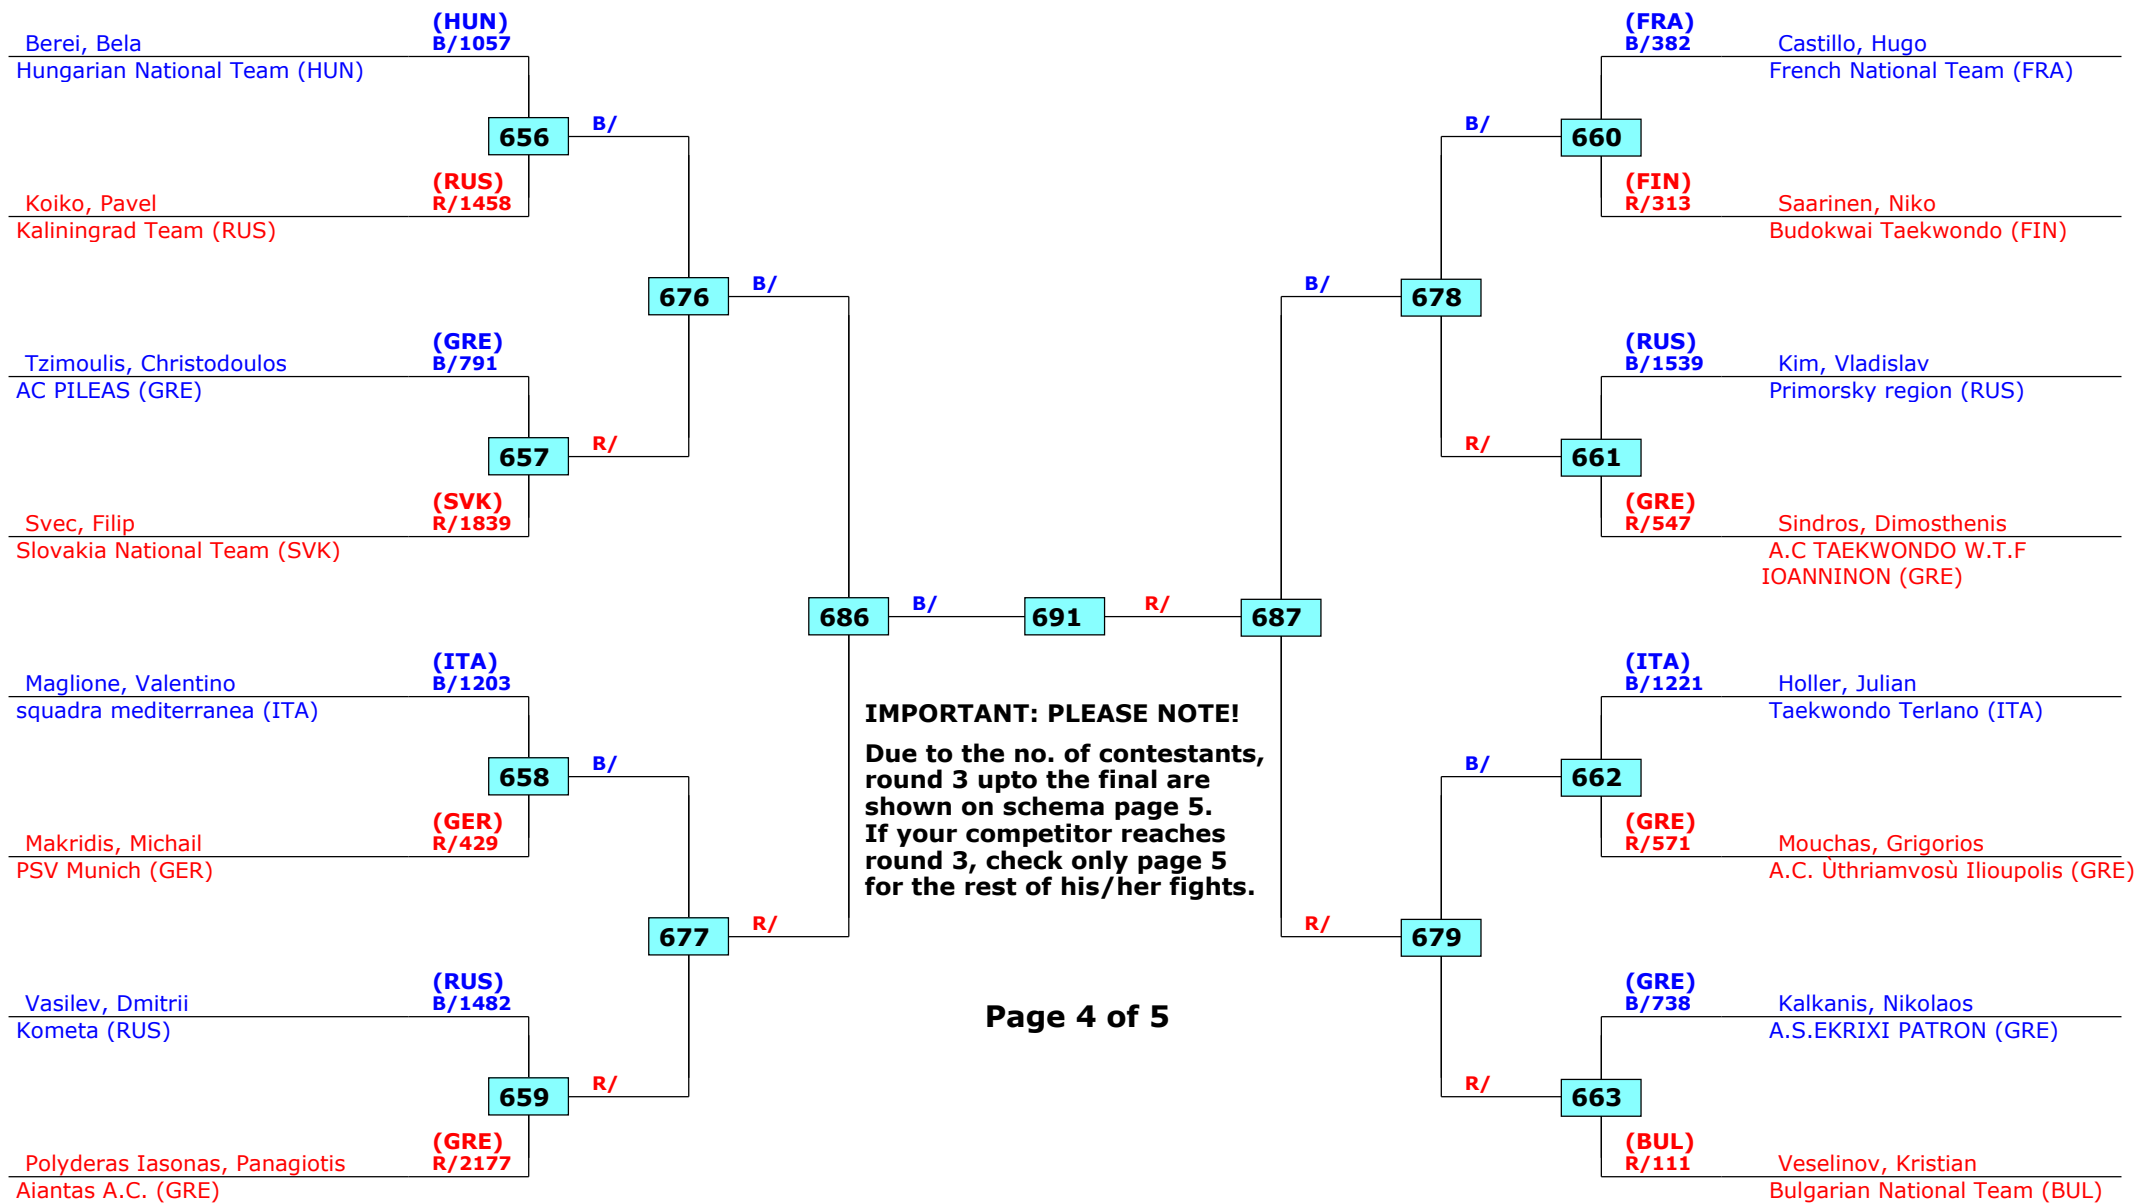 (HUN)
Berei, Bela B/1057
Hungarian National Team (HUN)
656 B/
(RUS)
Koiko, Pavel R/1458
Kaliningrad Team (RUS)
676 B/
(GRE)
Tzimoulis, Christodoulos B/791
AC PILEAS (GRE)
657 R/
(SVK)
Svec, Filip R/1839
Slovakia National Team (SVK)
686 B/ 691 R/ 687
(ITA)
Maglione, Valentino B/1203
squadra mediterranea (ITA)
658 B/
(GER)
Makridis, Michail R/429
PSV Munich (GER)
677 R/
(RUS)
Vasilev, Dmitrii B/1482
Kometa (RUS)
659 R/
(GRE)
Polyderas Iasonas, Panagiotis R/2177
Aiantas A.C. (GRE)
IMPORTANT: PLEASE NOTE!
Due to the no. of contestants,
round 3 upto the final are
shown on schema page 5.
If your competitor reaches
round 3, check only page 5
for the rest of his/her fights.
Page 4 of 5
(FRA)
B/382 Castillo, Hugo
French National Team (FRA)
B/ 660
(FIN)
R/313 Saarinen, Niko
Budokwai Taekwondo (FIN)
B/ 678
(RUS)
B/1539 Kim, Vladislav
Primorsky region (RUS)
R/ 661
(GRE)
R/547 Sindros, Dimosthenis
A.C TAEKWONDO W.T.F
IOANNINON (GRE)
(ITA)
B/1221 Holler, Julian
Taekwondo Terlano (ITA)
B/ 662
(GRE)
R/571 Mouchas, Grigorios
A.C. Ùthriamvosù Ilioupolis (GRE)
R/ 679
(GRE)
B/738 Kalkanis, Nikolaos
A.S.EKRIXI PATRON (GRE)
R/ 663
(BUL)
R/111 Veselinov, Kristian
Bulgarian National Team (BUL)